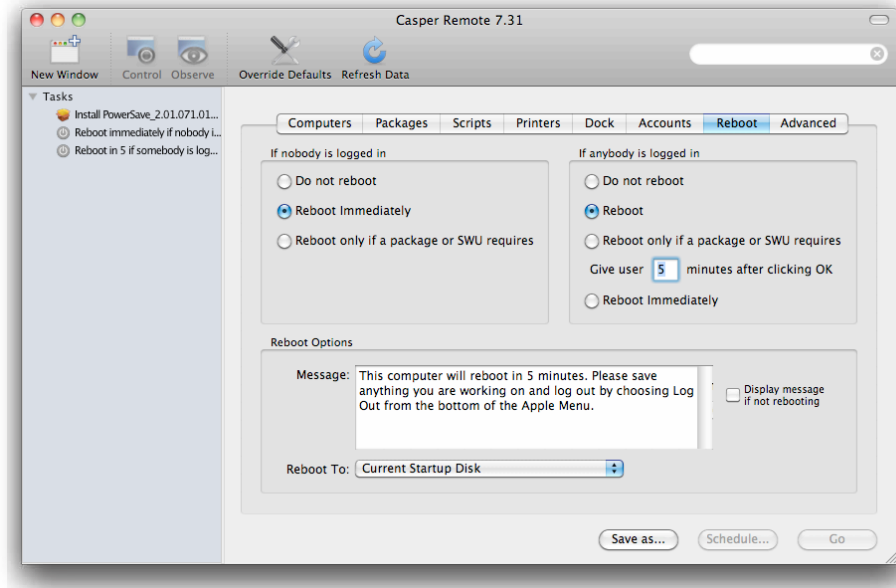 Casper Remote 7.31
New Window
Control
Observe
Override Defaults
Refresh Data
Tasks
Install PowerSave_2.01.071.01...
Reboot immediately if nobody i...
Reboot in 5 if somebody is log...
Computers
Packages
Scripts
Printers
Dock
Accounts
Reboot
Advanced
If nobody is logged in
Do not reboot
Reboot Immediately
Reboot only if a package or SWU requires
If anybody is logged in
Do not reboot
Reboot
Reboot only if a package or SWU requires
Give user 5 minutes after clicking OK
Reboot Immediately
Reboot Options
Message:
This computer will reboot in 5 minutes. Please save
anything you are working on and log out by choosing Log
Out from the bottom of the Apple Menu.
Display message
if not rebooting
Reboot To: Current Startup Disk
Save as...
Schedule...
Go